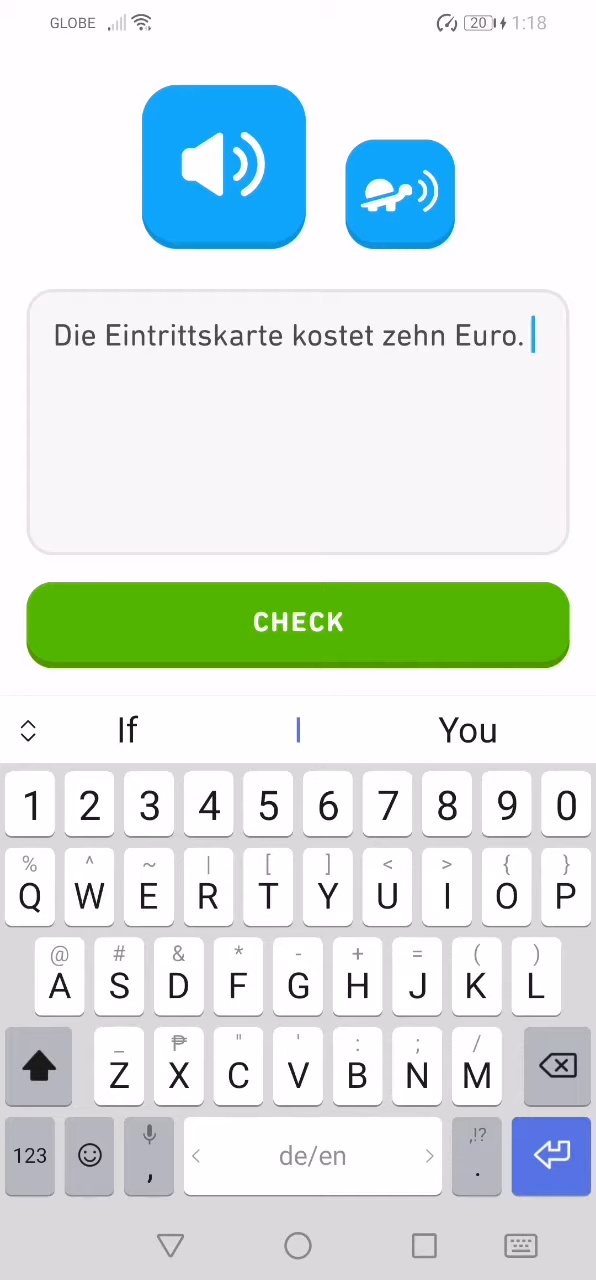 GLOBE 20 1:18
Die Eintrittskarte kostet zehn Euro.
CHECK
If I You
1 2 3 4 5 6 7 8 9 0
% ^ ~ | [ ] < > { }
Q W E R T Y U I O P
@ # & * - + = ( )
A S D F G H J K L
_ ₱ " ' : ; /
Z X C V B N M
123 , < de/en > ,!? .